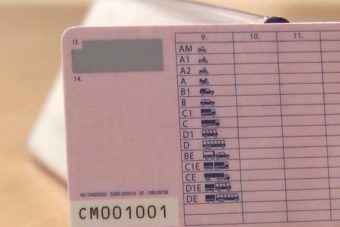 13. 9. 10. 11.
14.
AM
A1
A2
A
B1
B
C1
C
D1
D
BE
C1E
CE
D1E
DE
CM001001